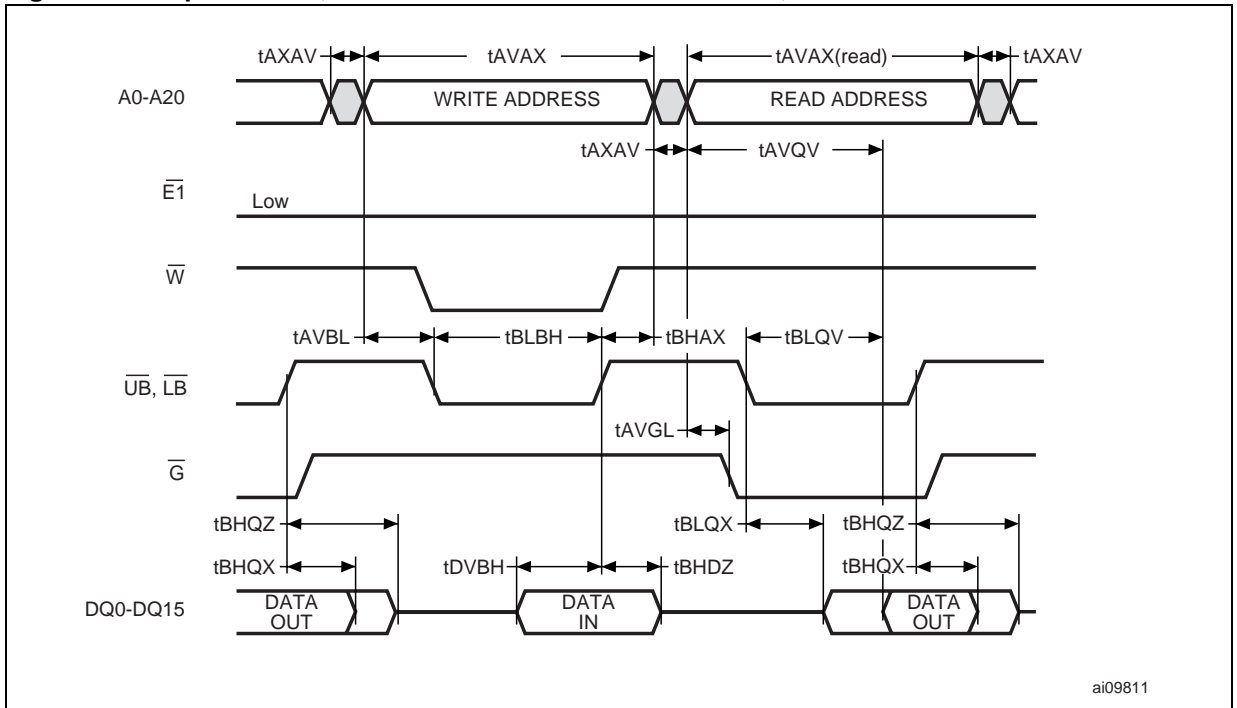 tAXAV tAVAX tAVAX(read) tAXAV
A0-A20 WRITE ADDRESS READ ADDRESS
tAXAV tAVQV
E1
Low
W
tAVBL tBLBH tBHAX tBLQV
UB, LB
tAVGL
G
tBHQZ tBLQX tBHQZ
tBHQX tDVBH tBHDZ tBHQX
DQ0-DQ15
DATA OUT
DATA IN
DATA OUT
ai09811